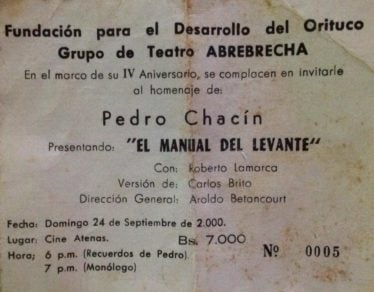 Fundación para el Desarrollo del Orituco
Grupo de Teatro ABREBRECHA
En el marco de su IV Aniversario, se complacen en invitarle
al homenaje de:
Pedro Chacín
Presentando: "EL MANUAL DEL LEVANTE"
Con: Roberto Lamarca
Versión de: Carlos Brito
Dirección General: Aroldo Betancourt
Fecha: Domingo 24 de Septiembre de 2.000.
Lugar: Cine Atenas. Bs. 7.000
Hora; 6 p.m. (Recuerdos de Pedro). Nº 0005
7 p.m. (Monólogo)